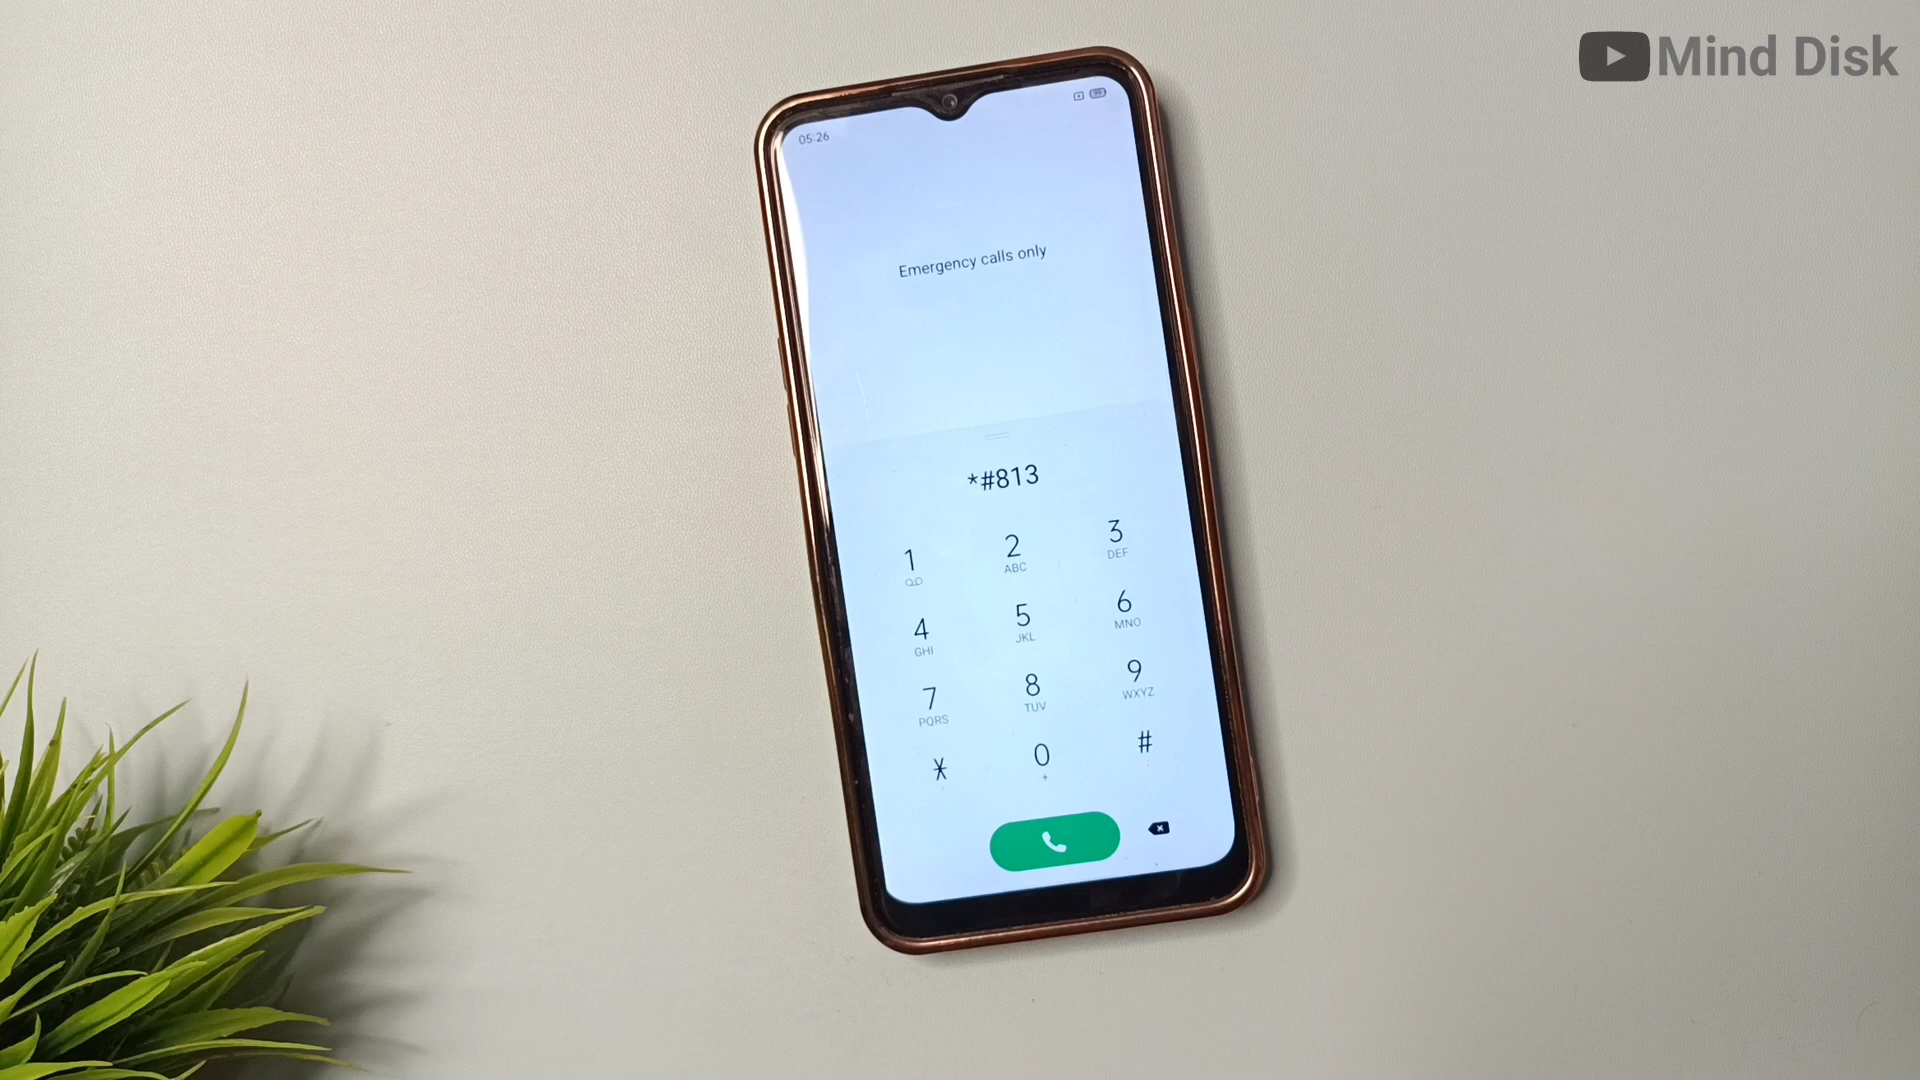 Mind Disk
05:26
Emergency calls only
*#813
1 2 3
ABC DEF
4 5 6
GHI JKL MNO
7 8 9
PQRS TUV WXYZ
* 0 #
+